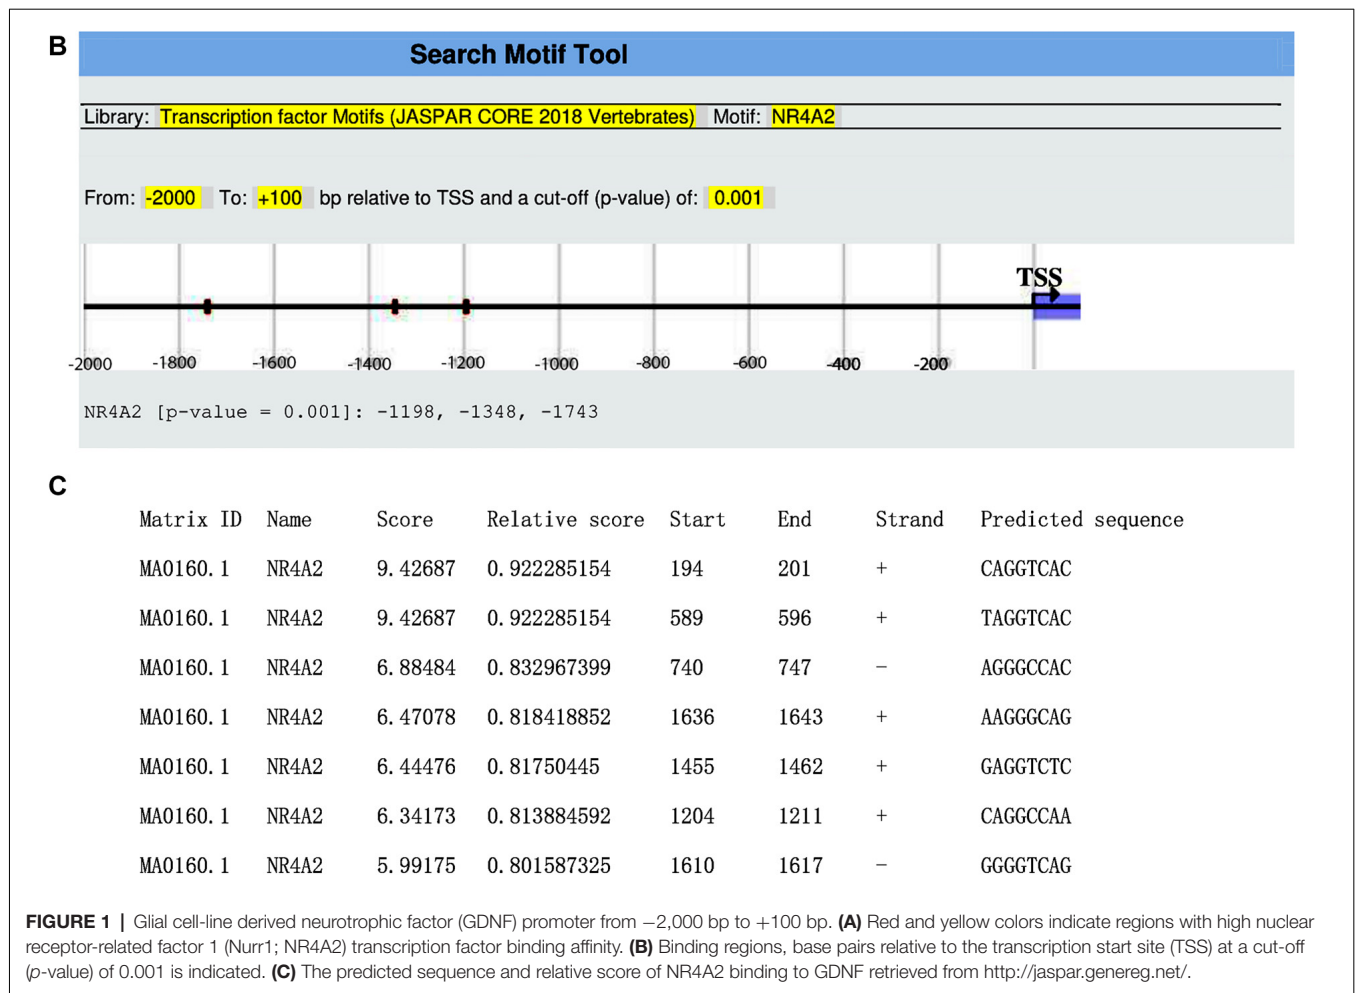 B
Search Motif Tool
Library: Transcription factor Motifs (JASPAR CORE 2018 Vertebrates) Motif: NR4A2
From: -2000 To: +100 bp relative to TSS and a cut-off (p-value) of: 0.001
TSS
-2000 -1800 -1600 -1400 -1200 -1000 -800 -600 -400 -200
NR4A2 [p-value = 0.001]: -1198, -1348, -1743
C
Matrix ID Name Score Relative score Start End Strand Predicted sequence
MA0160.1 NR4A2 9.42687 0.922285154 194 201 + CAGGTCAC
MA0160.1 NR4A2 9.42687 0.922285154 589 596 + TAGGTCAC
MA0160.1 NR4A2 6.88484 0.832967399 740 747 − AGGGCCAC
MA0160.1 NR4A2 6.47078 0.818418852 1636 1643 + AAGGGCAG
MA0160.1 NR4A2 6.44476 0.81750445 1455 1462 + GAGGTCTC
MA0160.1 NR4A2 6.34173 0.813884592 1204 1211 + CAGGCCAA
MA0160.1 NR4A2 5.99175 0.801587325 1610 1617 − GGGGTCAG
FIGURE 1 | Glial cell-line derived neurotrophic factor (GDNF) promoter from −2,000 bp to +100 bp. (A) Red and yellow colors indicate regions with high nuclear
receptor-related factor 1 (Nurr1; NR4A2) transcription factor binding affinity. (B) Binding regions, base pairs relative to the transcription start site (TSS) at a cut-off
(p-value) of 0.001 is indicated. (C) The predicted sequence and relative score of NR4A2 binding to GDNF retrieved from http://jaspar.genereg.net/.